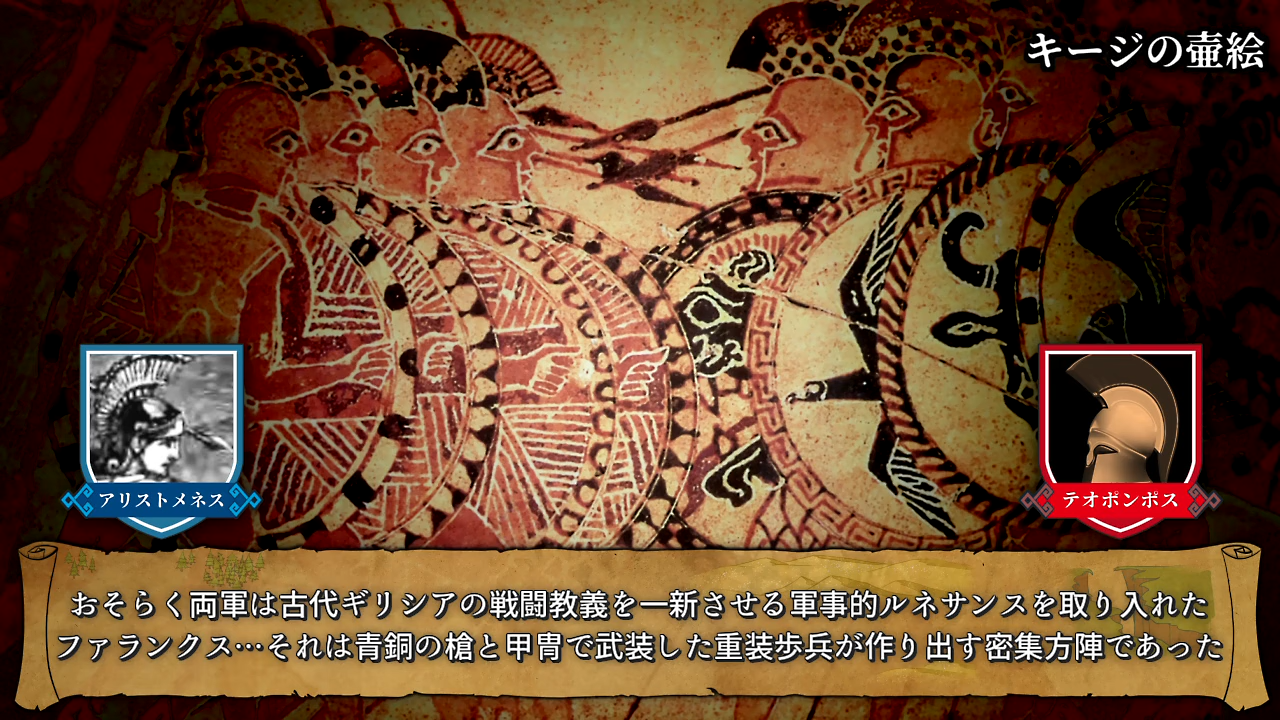 キージの壷絵
アリストメネス
テオポンポス
おそらく両軍は古代ギリシアの戦闘教義を一新させる軍事的ルネサンスを取り入れた
ファランクス…それは青銅の槍と甲冑で武装した重装歩兵が作り出す密集方陣であった